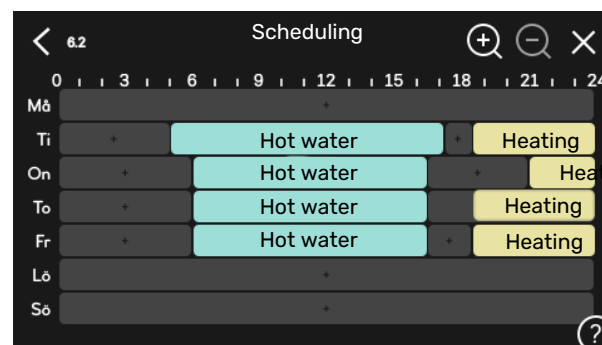 6.2 Scheduling
0 3 6 9 12 15 18 21 24
Må
Ti Hot water Heating
On Hot water Hea
To Hot water Heating
Fr Hot water Heating
Lö
Sö
?